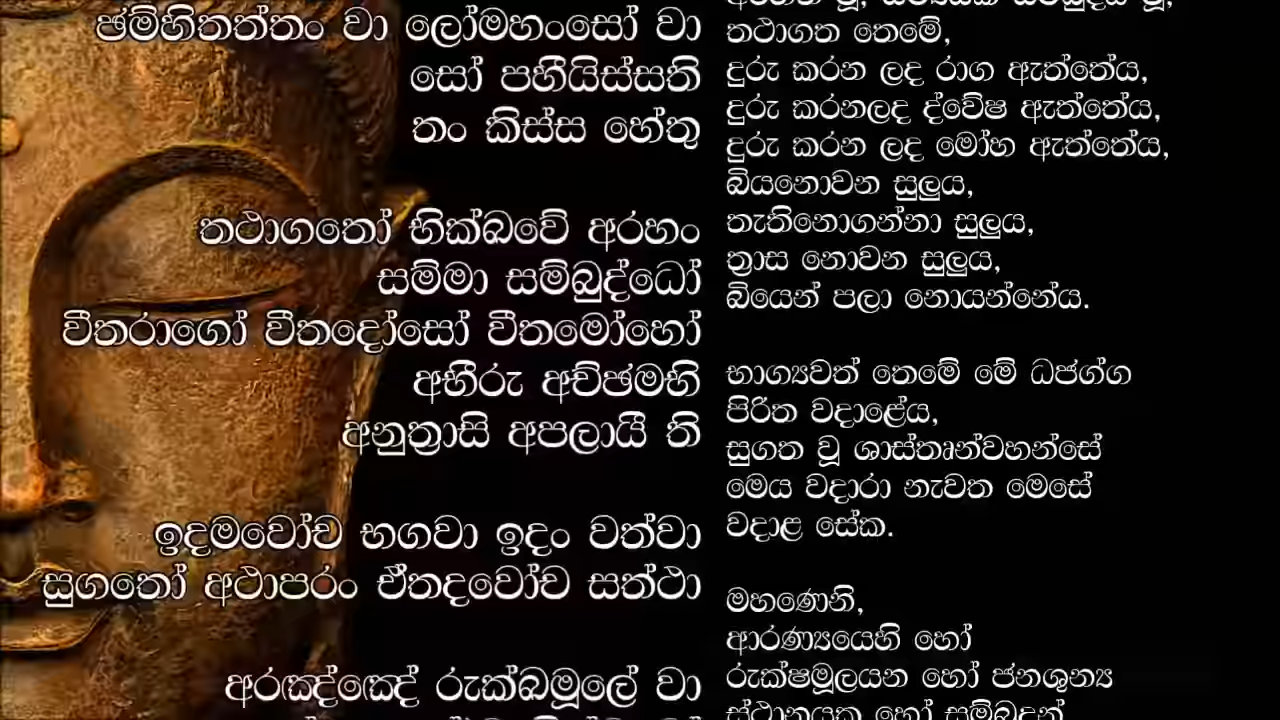 ඡම්හිතත්තං වා ලෝමහංසෝ වා
සෝ පහීයිස්සති
තං කිස්ස හේතු
තථාගතෝ භික්ඛවේ අරහං
සම්මා සම්බුද්ධෝ
වීතරාගෝ වීතදෝසෝ වීතමෝහෝ
අභීරු අච්ඡම්භි
අනුත්‍රාසි අපලායී ති
ඉදමවෝච භගවා ඉදං වත්වා
සුගතෝ අථාපරං ඒතදවෝච සත්ථා
අරඤ්ඤේ රුක්ඛමූලේ වා
තථාගත තෙමේ,
දුරු කරන ලද රාග ඇත්තේය,
දුරු කරනලද ද්වේෂ ඇත්තේය,
දුරු කරන ලද මෝහ ඇත්තේය,
බියනොවන සුලුය,
තැතිනොගන්නා සුලුය,
ත්‍රාස නොවන සුලුය,
බියෙන් පලා නොයන්නේය.
භාග්‍යවත් තෙමේ මේ ධජග්ග
පිරිත වදාළේය,
සුගත වූ ශාස්තෘන්වහන්සේ
මෙය වදාරා නැවත මෙසේ
වදාළ සේක.
මහණෙනි,
ආරණ්‍යයෙහි හෝ
රුක්ෂමූලයන හෝ ජනශුන්‍ය